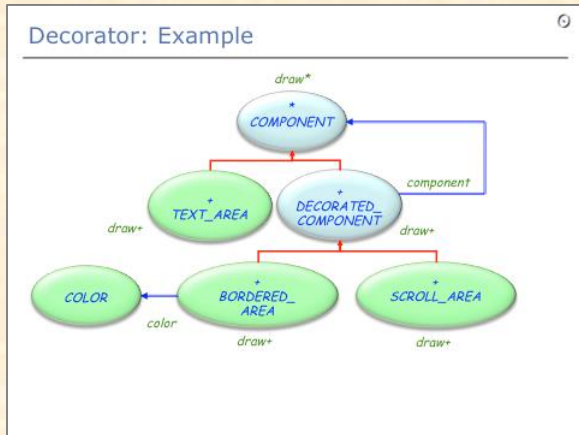 Decorator: Example
draw*
*
COMPONENT
component
+
TEXT_AREA
draw+
+
DECORATED_
COMPONENT
draw+
COLOR
color
+
BORDERED_
AREA
draw+
+
SCROLL_AREA
draw+